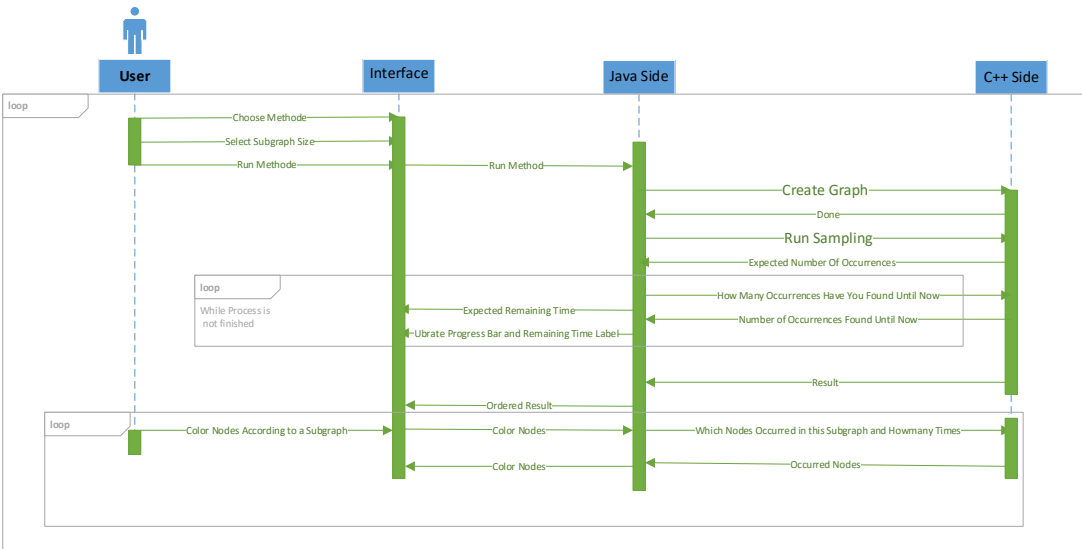 User
Interface
Java Side
C++ Side
loop
Choose Methode
Select Subgraph Size
Run Methode
Run Method
Create Graph
Done
Run Sampling
Expected Number Of Occurrences
loop
While Process is
not finished
How Many Occurrences Have You Found Until Now
Expected Remaining Time
Number of Occurrences Found Until Now
Ubrate Progress Bar and Remaining Time Label
Result
Ordered Result
loop
Color Nodes According to a Subgraph
Color Nodes
Which Nodes Occurred in this Subgraph and Howmany Times
Color Nodes
Occurred Nodes